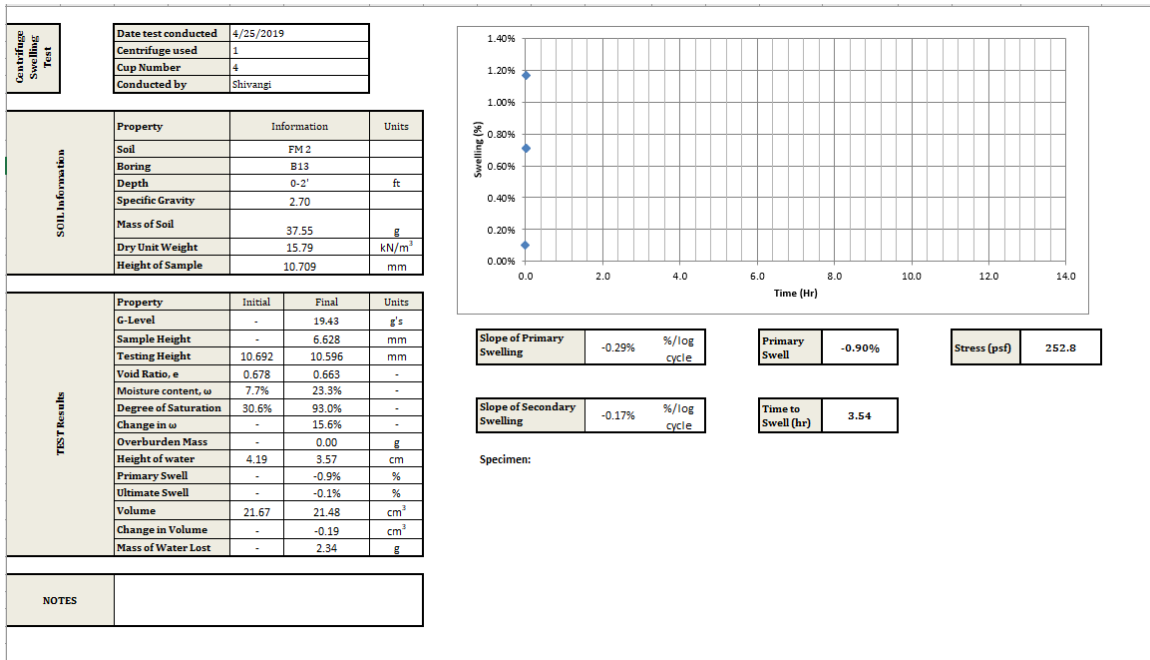 Centrifuge
Swelling
Test
Date test conducted 4/25/2019
Centrifuge used 1
Cup Number 4
Conducted by Shivangi
SOIL Information
Property Information Units
Soil FM 2
Boring B13
Depth 0-2' ft
Specific Gravity 2.70
Mass of Soil 37.55 g
Dry Unit Weight 15.79 kN/m³
Height of Sample 10.709 mm
TEST Results
Property Initial Final Units
G-Level - 19.43 g's
Sample Height - 6.628 mm
Testing Height 10.692 10.596 mm
Void Ratio, e 0.678 0.663 -
Moisture content, ω 7.7% 23.3% -
Degree of Saturation 30.6% 93.0% -
Change in ω - 15.6% -
Overburden Mass - 0.00 g
Height of water 4.19 3.57 cm
Primary Swell - -0.9% %
Ultimate Swell - -0.1% %
Volume 21.67 21.48 cm³
Change in Volume - -0.19 cm³
Mass of Water Lost - 2.34 g
NOTES
Swelling (%)
1.40%
1.20%
1.00%
0.80%
0.60%
0.40%
0.20%
0.00%
0.0 2.0 4.0 6.0 8.0 10.0 12.0 14.0
Time (Hr)
Slope of Primary
Swelling
-0.29%
%/log
cycle
Primary
Swell
-0.90%
Stress (psf) 252.8
Slope of Secondary
Swelling
-0.17%
%/log
cycle
Time to
Swell (hr)
3.54
Specimen: